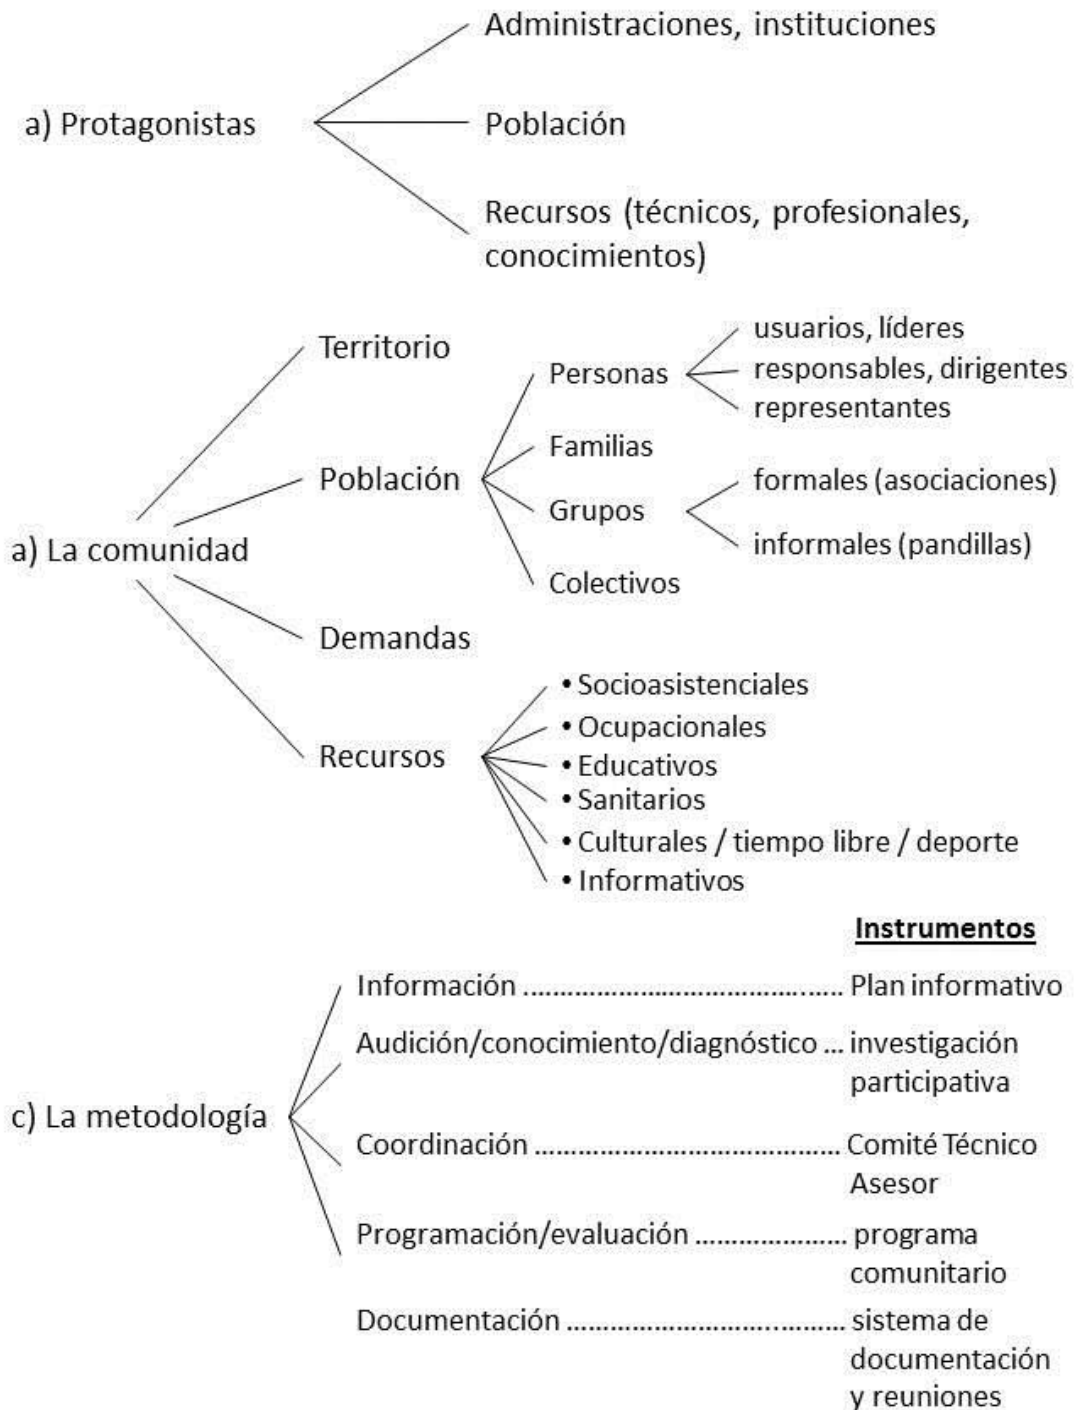 Administraciones, instituciones
a) Protagonistas
Población
Recursos (técnicos, profesionales,
conocimientos)
Territorio
Población
a) La comunidad
Demandas
Recursos
Personas
Familias
Grupos
Colectivos
usuarios, líderes
responsables, dirigentes
representantes
formales (asociaciones)
informales (pandillas)
• Socioasistenciales
• Ocupacionales
• Educativos
• Sanitarios
• Culturales / tiempo libre / deporte
• Informativos
Instrumentos
c) La metodología
Información ........................................ Plan informativo
Audición/conocimiento/diagnóstico ... investigación
participativa
Coordinación ...................................... Comité Técnico
Asesor
Programación/evaluación ................... programa
comunitario
Documentación ................................... sistema de
documentación
y reuniones